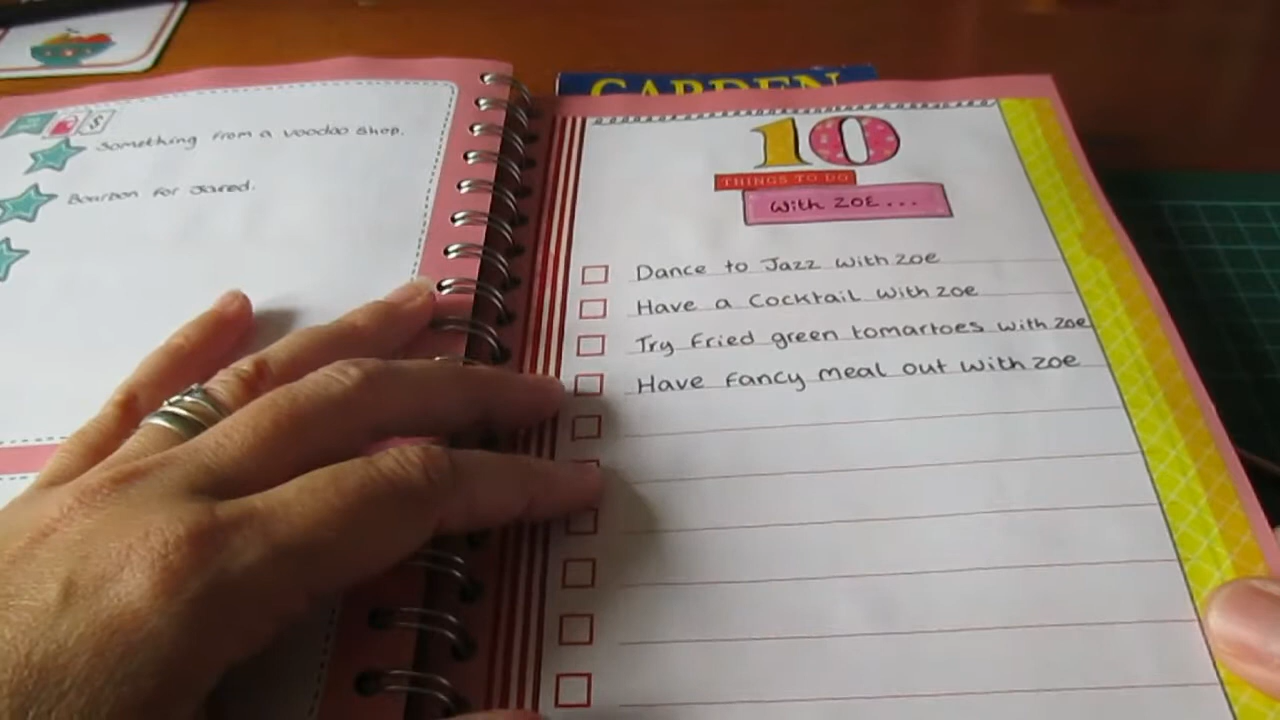 Something from a voodoo shop.
Bourbon for Jared.
GARDEN
10
THINGS TO DO
with ZOE...
Dance to Jazz with zoe
Have a Cocktail with zoe
Try fried green tomartoes with zoe
Have fancy meal out with zoe